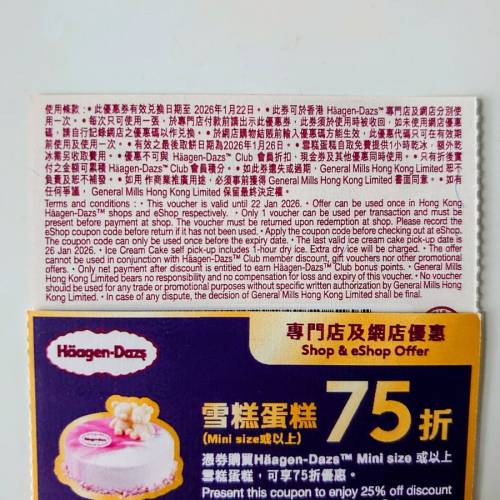 使用條款:•此優惠券有效兌換日期至 2026年1月22日。•此券可於香港 Häagen-Dazs™ 專門店及網店分別使
用一次。•每次只可使用一張,於專門店付款前請出示此優惠券,此券須於使用時被收回,如未使用網店優惠
碼,請自行記錄網店之優惠碼以作兌換。•於網店購物結賬前輸入優惠碼方能生效,此優惠代碼只可在有效期
前使用及使用一次。•有效之最後取餅日期為2026年1月26日。•雪糕蛋糕自取免費提供1小時乾冰,額外乾
冰需另收取費用。•優惠不可與 Häagen-Dazs™ Club 會員折扣,現金券及其他優惠同時使用。•只有折後實
付之金額可累積 Häagen-Dazs™ Club 會員積分。•如此券遺失或過期,General Mills Hong Kong Limited 恕不
負責及恕不補發。•如用作商業推廣用途,必須事前獲得 General Mills Hong Kong Limited 書面同意。•如有
任何爭議,General Mills Hong Kong Limited 保留最終決定權。
Terms and conditions : • This voucher is valid until 22 Jan 2026. • Offer can be used once in Hong Kong
Häagen-Dazs™ shops and eShop respectively. • Only 1 voucher can be used per transaction and must be
present before payment at shop. The voucher must be returned upon redemption at shop. Please record the
eShop coupon code before return if it has not been used. • Apply the coupon code before checking out at eShop.
The coupon code can only be used once before the expiry date. • The last valid ice cream cake pick-up date is
26 Jan 2026. • Ice Cream Cake self pick-up includes 1-hour dry ice. Extra dry ice will be charged. • The offer
cannot be used in conjunction with Häagen-Dazs™ Club member discount, gift vouchers nor other promotional
offers. • Only net payment after discount is entitled to earn Häagen-Dazs™ Club bonus points. • General Mills
Hong Kong Limited bears no responsibility and no compensation for loss and expiry of this voucher. • No voucher
should be used for any trade or promotional purposes without specific written authorization by General Mills Hong
Kong Limited. • In case of any dispute, the decision of General Mills Hong Kong Limited shall be final.
Häagen-Dazs
專門店及網店優惠
Shop & eShop Offer
Häagen-Dazs
雪糕蛋糕 75折
(Mini size或以上)
憑券購買Häagen-Dazs™ Mini size 或以上
雪糕蛋糕,可享75折優惠。
Present this coupon to enjoy 25% off discount